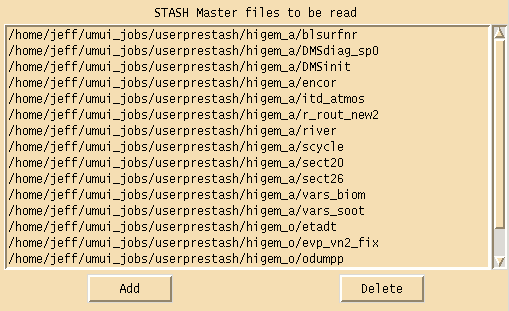 STASH Master files to be read
/home/jeff/umui_jobs/userprestash/higem_a/blsurfnr
/home/jeff/umui_jobs/userprestash/higem_a/DMSdiag_sp0
/home/jeff/umui_jobs/userprestash/higem_a/DMSinit
/home/jeff/umui_jobs/userprestash/higem_a/encor
/home/jeff/umui_jobs/userprestash/higem_a/itd_atmos
/home/jeff/umui_jobs/userprestash/higem_a/r_rout_new2
/home/jeff/umui_jobs/userprestash/higem_a/river
/home/jeff/umui_jobs/userprestash/higem_a/scycle
/home/jeff/umui_jobs/userprestash/higem_a/sect20
/home/jeff/umui_jobs/userprestash/higem_a/sect26
/home/jeff/umui_jobs/userprestash/higem_a/vars_biom
/home/jeff/umui_jobs/userprestash/higem_a/vars_soot
/home/jeff/umui_jobs/userprestash/higem_o/etadt
/home/jeff/umui_jobs/userprestash/higem_o/evp_vn2_fix
/home/jeff/umui_jobs/userprestash/higem_o/odumpp
Add
Delete